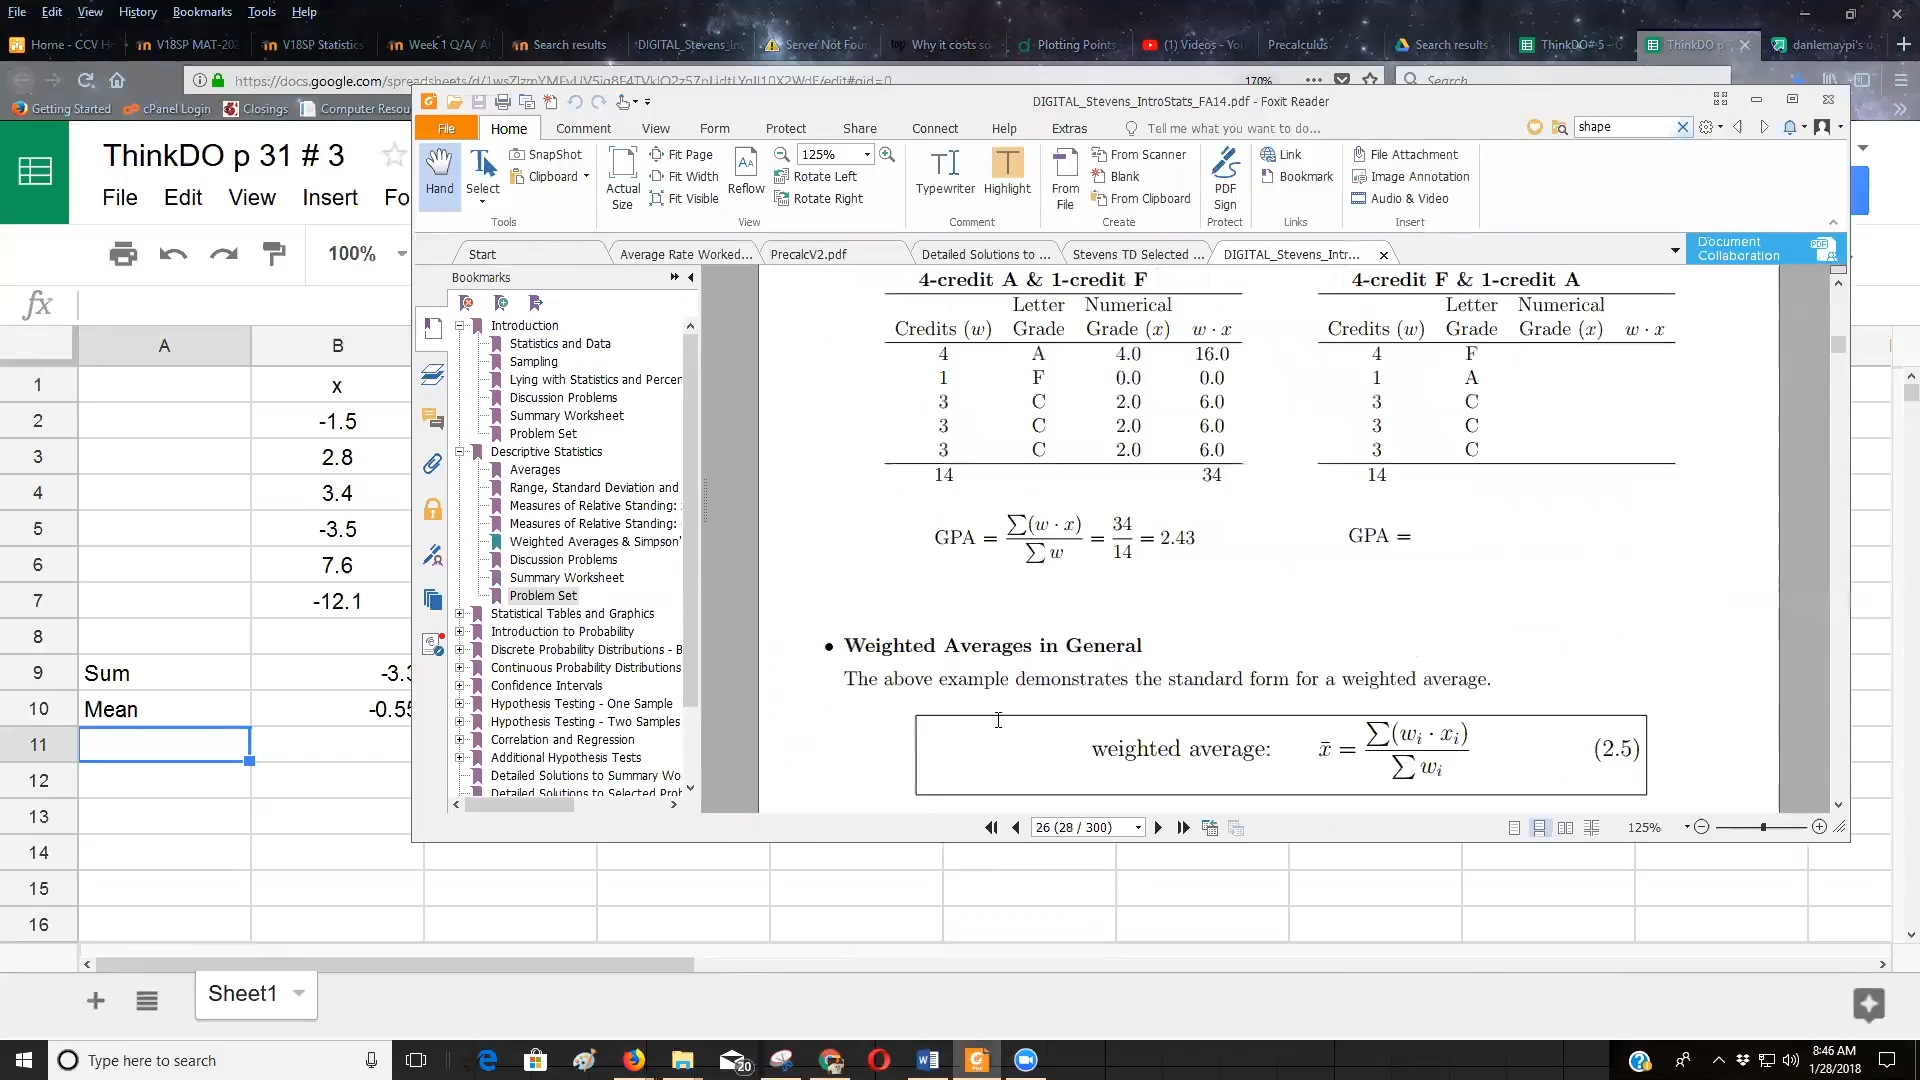 File Edit View History Bookmarks Tools Help
Home - CCV H V18SP MAT-202 V18SP Statistics Week 1 Q/A/ A Search results DIGITAL_Stevens_Int Server Not Foun Why it costs so Plotting Points (1) Videos - You Precalculus Search results ThinkDO# 5 - G ThinkDO p danlemaypi's u
170% Search
Getting Started cPanel Login Closings Computer Resou
DIGITAL_Stevens_IntroStats_FA14.pdf - Foxit Reader
File Home Comment View Form Protect Share Connect Help Extras Tell me what you want to do... shape
Hand Select SnapShot Clipboard Actual Size Fit Page Fit Width Fit Visible Reflow 125% Rotate Left Rotate Right Typewriter Highlight From File From Scanner Blank From Clipboard PDF Sign Link Bookmark File Attachment Image Annotation Audio & Video
Tools View Comment Create Protect Links Insert
Start Average Rate Worked... PrecalcV2.pdf Detailed Solutions to ... Stevens TD Selected ... DIGITAL_Stevens_Intr... Document Collaboration
ThinkDO p 31 # 3
File Edit View Insert Fo
100%
fx
A B
1 x
2 -1.5
3 2.8
4 3.4
5 -3.5
6 7.6
7 -12.1
8
9 Sum -3.3
10 Mean -0.55
11
12
13
14
15
16
Bookmarks
Introduction
Statistics and Data
Sampling
Lying with Statistics and Percen
Discussion Problems
Summary Worksheet
Problem Set
Descriptive Statistics
Averages
Range, Standard Deviation and
Measures of Relative Standing:
Measures of Relative Standing:
Weighted Averages & Simpson'
Discussion Problems
Summary Worksheet
Problem Set
Statistical Tables and Graphics
Introduction to Probability
Discrete Probability Distributions - B
Continuous Probability Distributions
Confidence Intervals
Hypothesis Testing - One Sample
Hypothesis Testing - Two Samples
Correlation and Regression
Additional Hypothesis Tests
Detailed Solutions to Summary Wo
Detailed Solutions to Selected Prob
4-credit A & 1-credit F
Letter Numerical
Credits (w) Grade Grade (x) w · x
4 A 4.0 16.0
1 F 0.0 0.0
3 C 2.0 6.0
3 C 2.0 6.0
3 C 2.0 6.0
14 34
GPA = ∑(w · x) / ∑ w = 34 / 14 = 2.43
4-credit F & 1-credit A
Letter Numerical
Credits (w) Grade Grade (x) w · x
4 F
1 A
3 C
3 C
3 C
14
GPA =
• Weighted Averages in General
The above example demonstrates the standard form for a weighted average.
weighted average: x̄ = ∑(wᵢ · xᵢ) / ∑ wᵢ (2.5)
26 (28 / 300) 125%
Sheet1
Type here to search 20 8:46 AM
1/28/2018